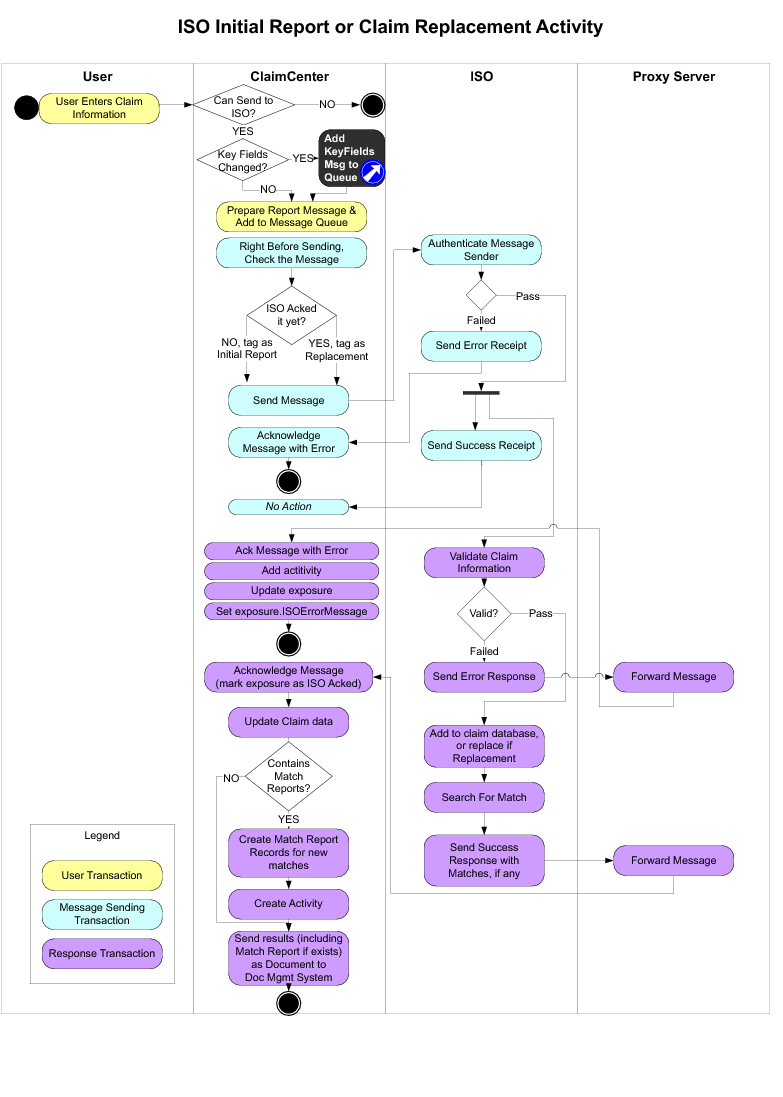 ISO Initial Report or Claim Replacement Activity
User
ClaimCenter
ISO
Proxy Server
User Enters Claim
Information
Can Send to
ISO?
NO
YES
Key Fields
Changed?
YES
Add
KeyFields
Msg to
Queue
NO
Prepare Report Message &
Add to Message Queue
Right Before Sending,
Check the Message
ISO Acked
it yet?
NO, tag as
Initial Report
YES, tag as
Replacement
Send Message
Authenticate Message
Sender
Pass
Failed
Send Error Receipt
Acknowledge
Message with Error
Send Success Receipt
No Action
Ack Message with Error
Add actitivity
Update exposure
Set exposure.ISOErrorMessage
Validate Claim
Information
Valid?
Pass
Failed
Send Error Response
Forward Message
Acknowledge Message
(mark exposure as ISO Acked)
Update Claim data
Contains
Match
Reports?
NO
YES
Add to claim database,
or replace if
Replacement
Search For Match
Send Success
Response with
Matches, if any
Forward Message
Create Match Report
Records for new
matches
Create Activity
Send results (including
Match Report if exists)
as Document to
Doc Mgmt System
Legend
User Transaction
Message Sending
Transaction
Response Transaction